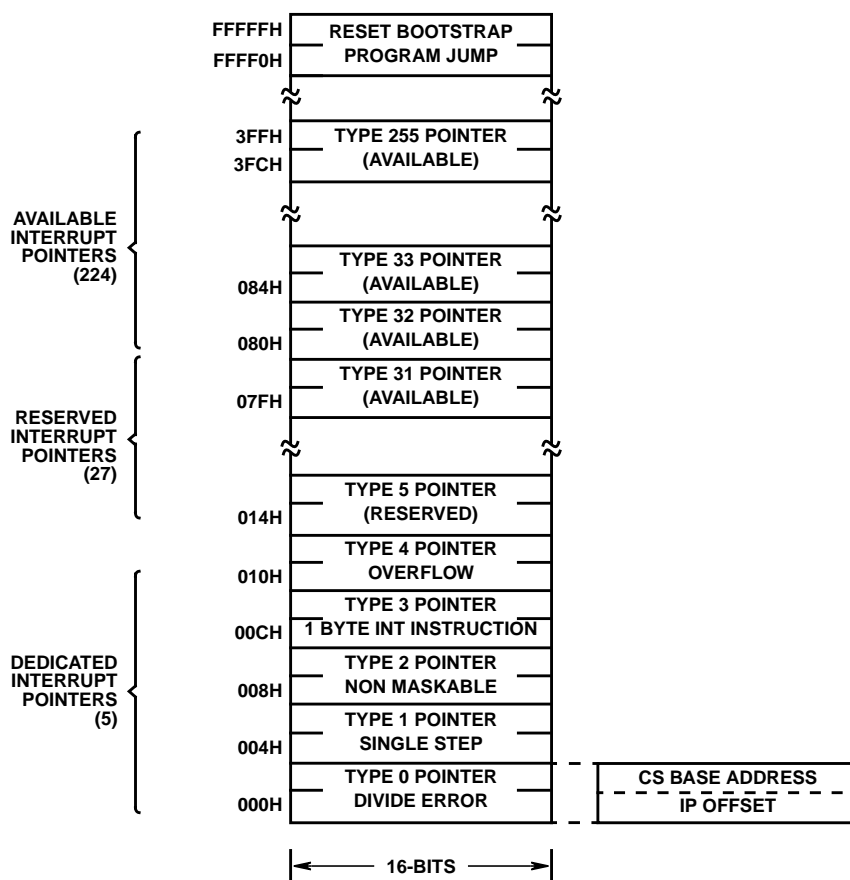 FFFFFH
RESET BOOTSTRAP
FFFF0H
PROGRAM JUMP
3FFH
TYPE 255 POINTER
3FCH
(AVAILABLE)
AVAILABLE
INTERRUPT
POINTERS
(224)
TYPE 33 POINTER
084H
(AVAILABLE)
TYPE 32 POINTER
080H
(AVAILABLE)
TYPE 31 POINTER
07FH
(AVAILABLE)
RESERVED
INTERRUPT
POINTERS
(27)
TYPE 5 POINTER
014H
(RESERVED)
TYPE 4 POINTER
010H
OVERFLOW
TYPE 3 POINTER
00CH
1 BYTE INT INSTRUCTION
DEDICATED
INTERRUPT
POINTERS
(5)
TYPE 2 POINTER
008H
NON MASKABLE
TYPE 1 POINTER
004H
SINGLE STEP
TYPE 0 POINTER
000H
DIVIDE ERROR
CS BASE ADDRESS
IP OFFSET
16-BITS